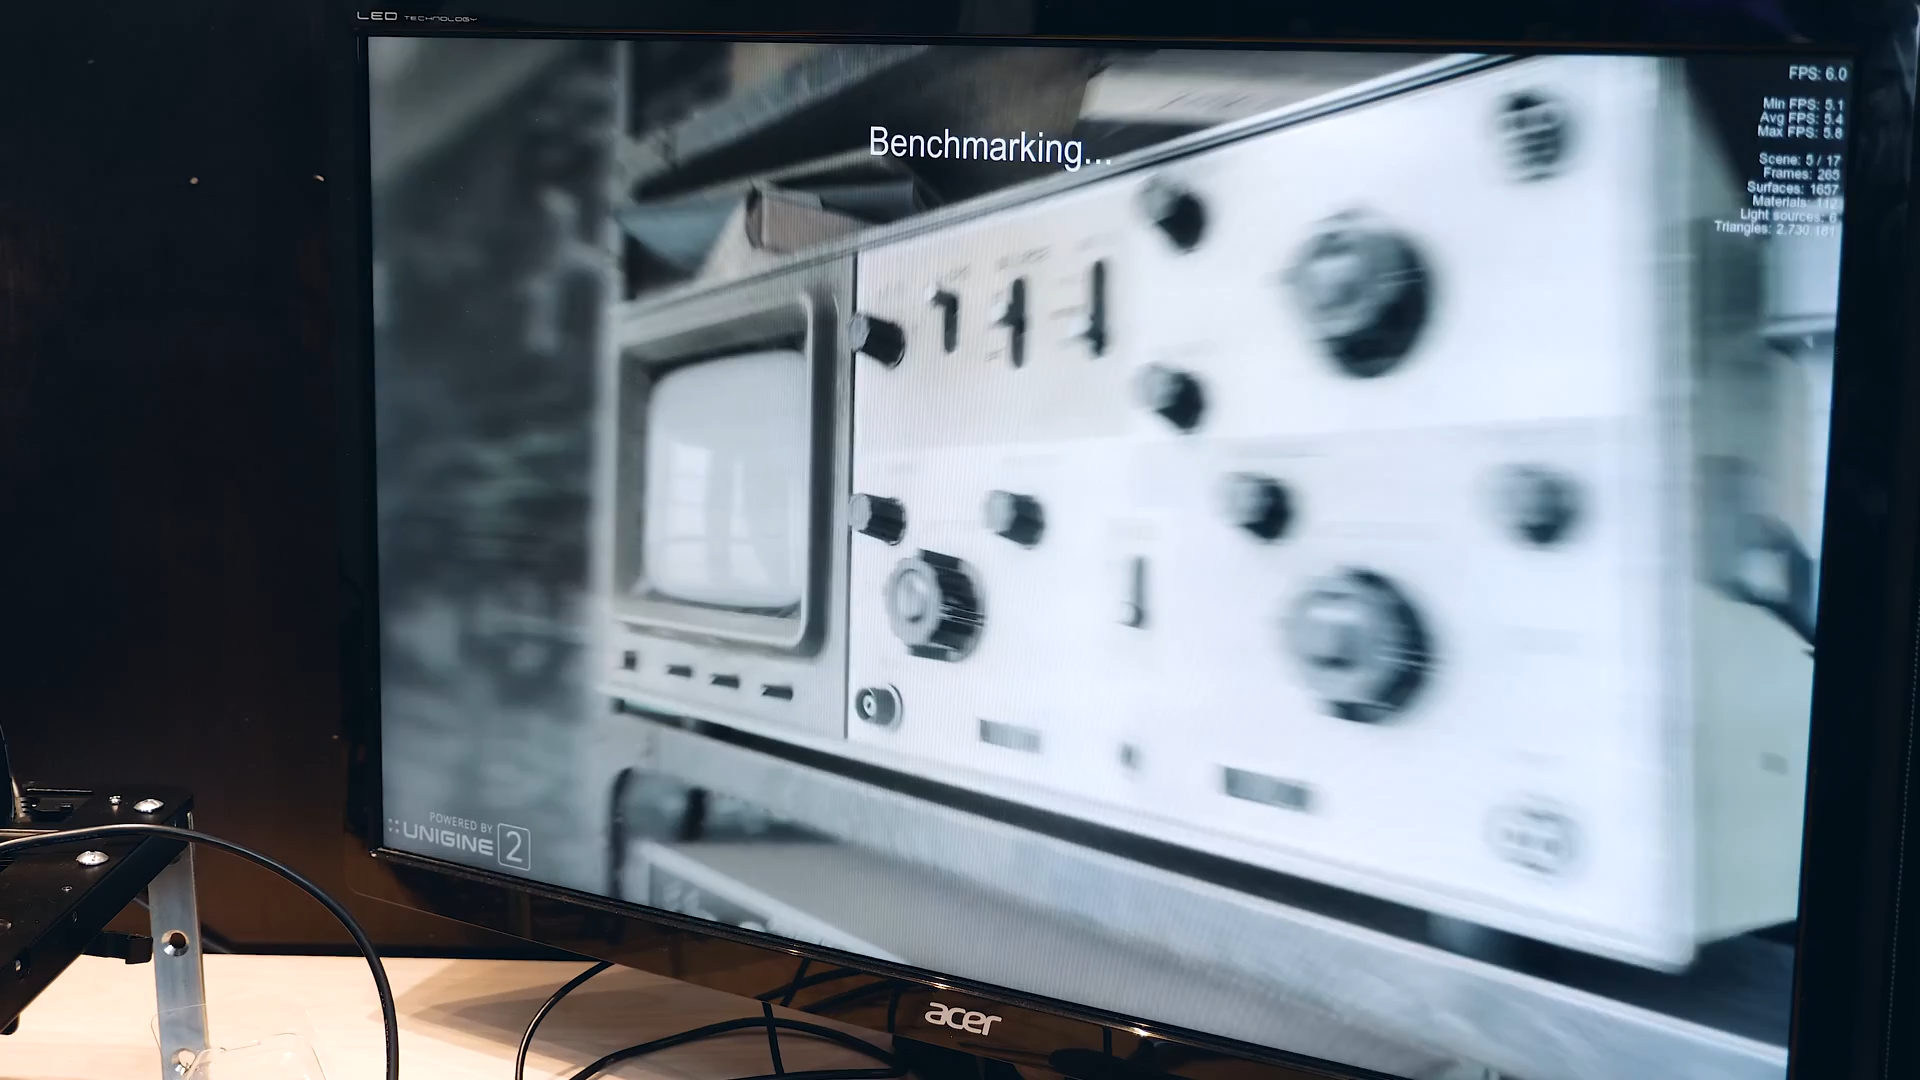 LED TECHNOLOGY
Benchmarking...
FPS: 6.0
Min FPS: 5.1
Avg FPS: 5.4
Max FPS: 5.8
Scene: 5 / 17
Frames: 265
Surfaces: 1657
Materials: 112
Light sources: 6
Triangles: 2,730,181
POWERED BY
UNIGINE 2
acer